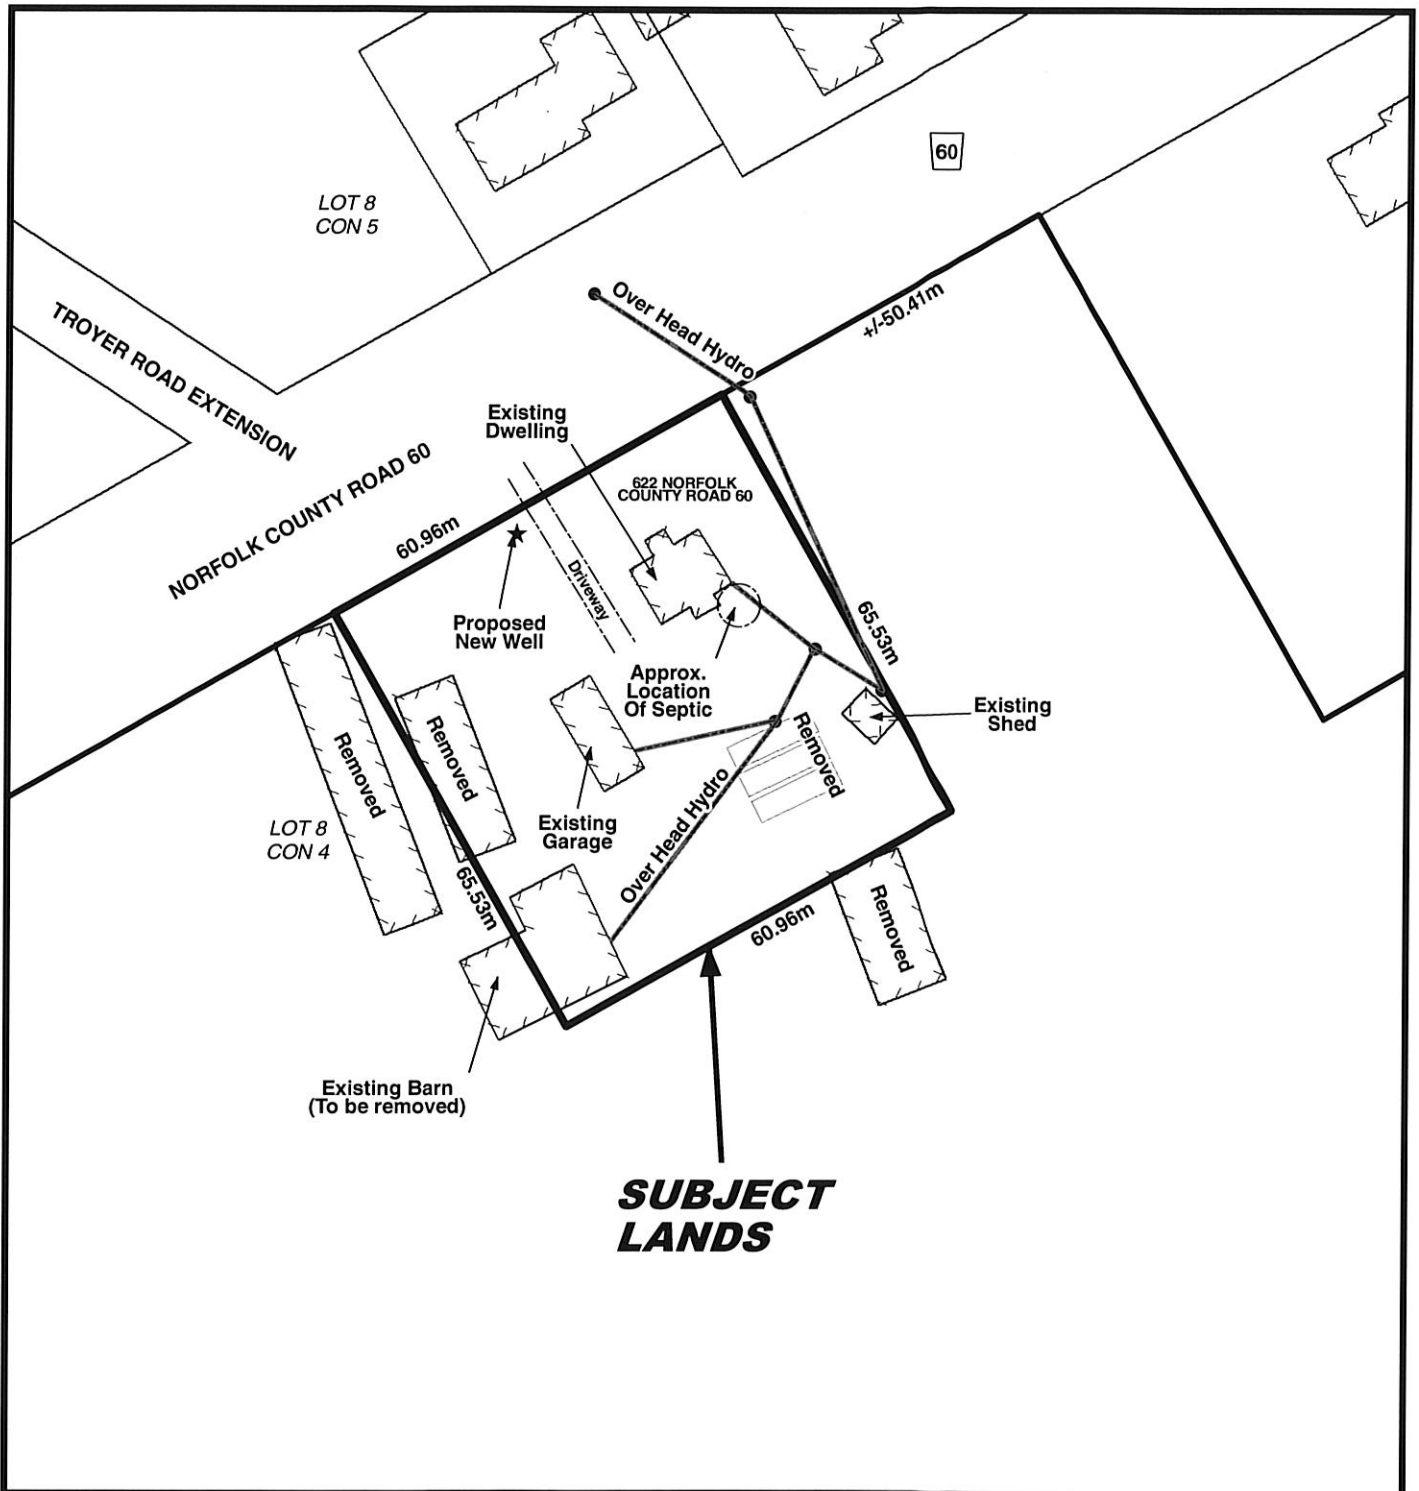 60
LOT 8
CON 5
Over Head Hydro
+/-50.41m
TROYER ROAD EXTENSION
Existing
Dwelling
NORFOLK COUNTY ROAD 60
622 NORFOLK
COUNTY ROAD 60
60.96m
Driveway
Proposed
New Well
65.53m
Approx.
Location
Of Septic
Existing
Shed
Removed
Removed
Removed
LOT 8
CON 4
Existing
Garage
Over Head Hydro
65.53m
60.96m
Removed
Existing Barn
(To be removed)
SUBJECT
LANDS